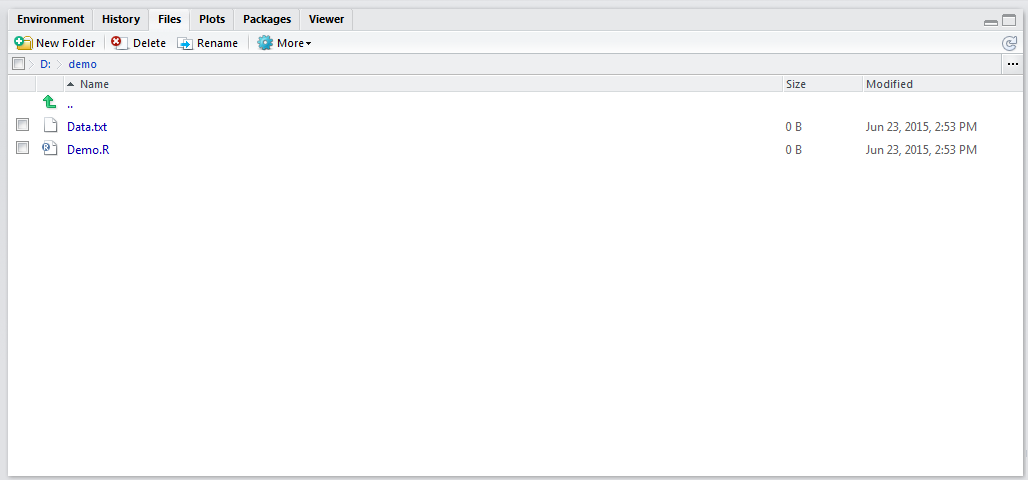 Environment History Files Plots Packages Viewer
New Folder Delete Rename More
D: demo ...
Name Size Modified
..
Data.txt 0 B Jun 23, 2015, 2:53 PM
Demo.R 0 B Jun 23, 2015, 2:53 PM